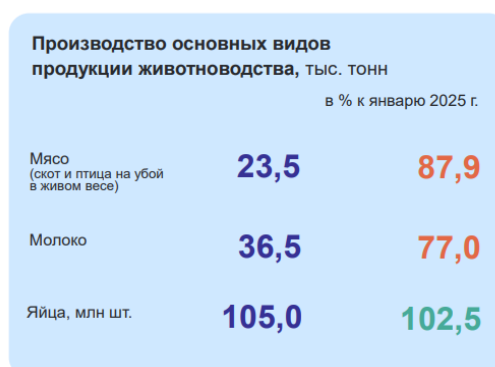 Производство основных видов
продукции животноводства, тыс. тонн
в % к январю 2025 г.
Мясо
(скот и птица на убой
в живом весе)
23,5
87,9
Молоко
36,5
77,0
Яйца, млн шт.
105,0
102,5